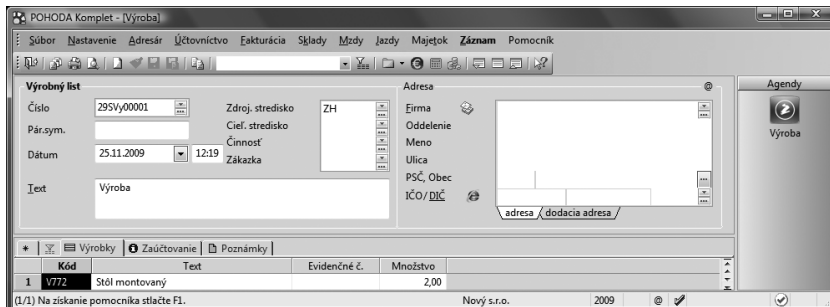 POHODA Komplet - [Výroba]
Súbor Nastavenie Adresár Účtovníctvo Fakturácia Sklady Mzdy Jazdy Majetok Záznam Pomocník
Výrobný list
Číslo 29SVy00001
Pár.sym.
Dátum 25.11.2009 12:19
Text Výroba
Zdroj. stredisko ZH
Cieľ. stredisko
Činnosť
Zákazka
Adresa @
Firma
Oddelenie
Meno
Ulica
PSČ, Obec
IČO/DIČ
adresa dodacia adresa
Agendy
Výroba
* Výrobky Zaúčtovanie Poznámky
Kód Text Evidenčné č. Množstvo
1 V772 Stôl montovaný 2,00
(1/1) Na získanie pomocníka stlačte F1. Nový s.r.o. 2009 @